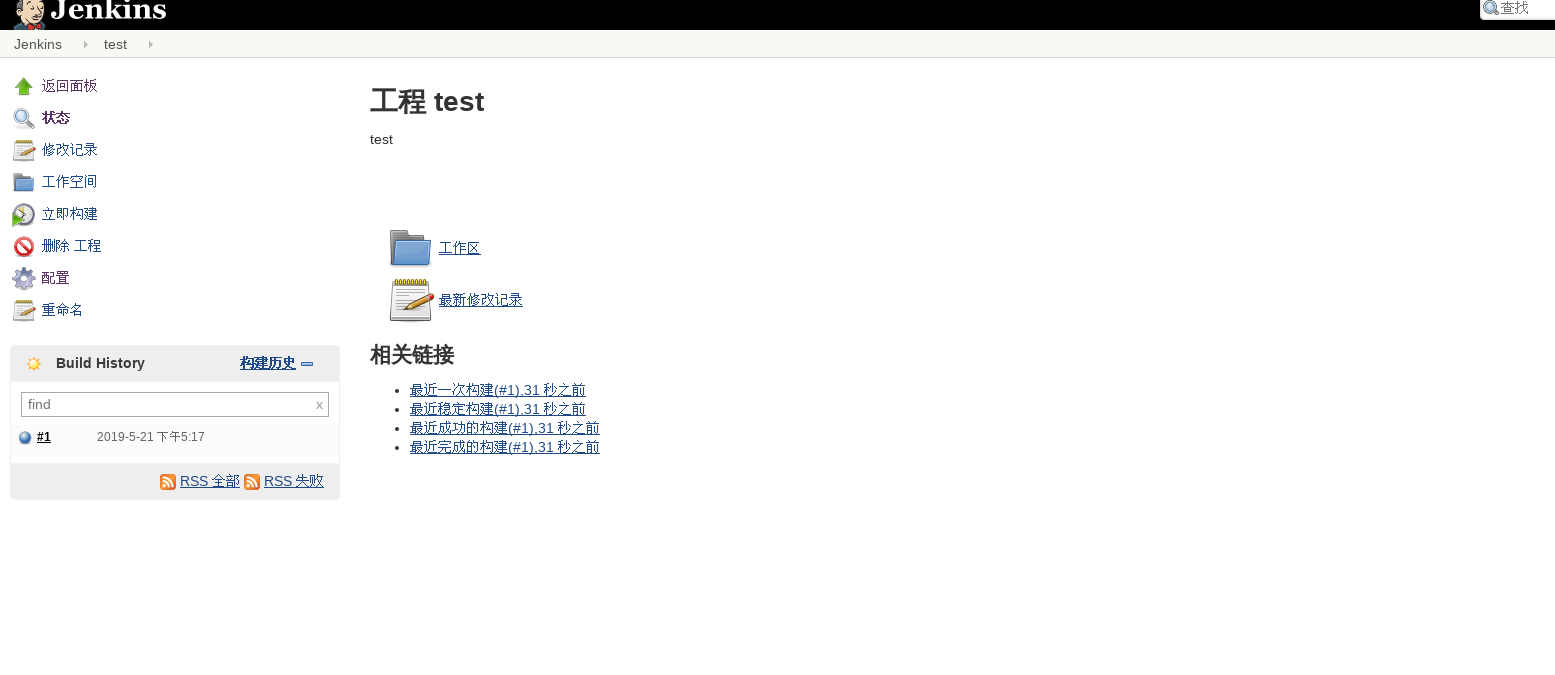 Jenkins
查找
Jenkins test
返回面板
状态
修改记录
工作空间
立即构建
删除 工程
配置
重命名
Build History 构建历史
find x
#1 2019-5-21 下午5:17
RSS 全部 RSS 失败
工程 test
test
工作区
最新修改记录
相关链接
最近一次构建(#1),31 秒之前
最近稳定构建(#1),31 秒之前
最近成功的构建(#1),31 秒之前
最近完成的构建(#1),31 秒之前